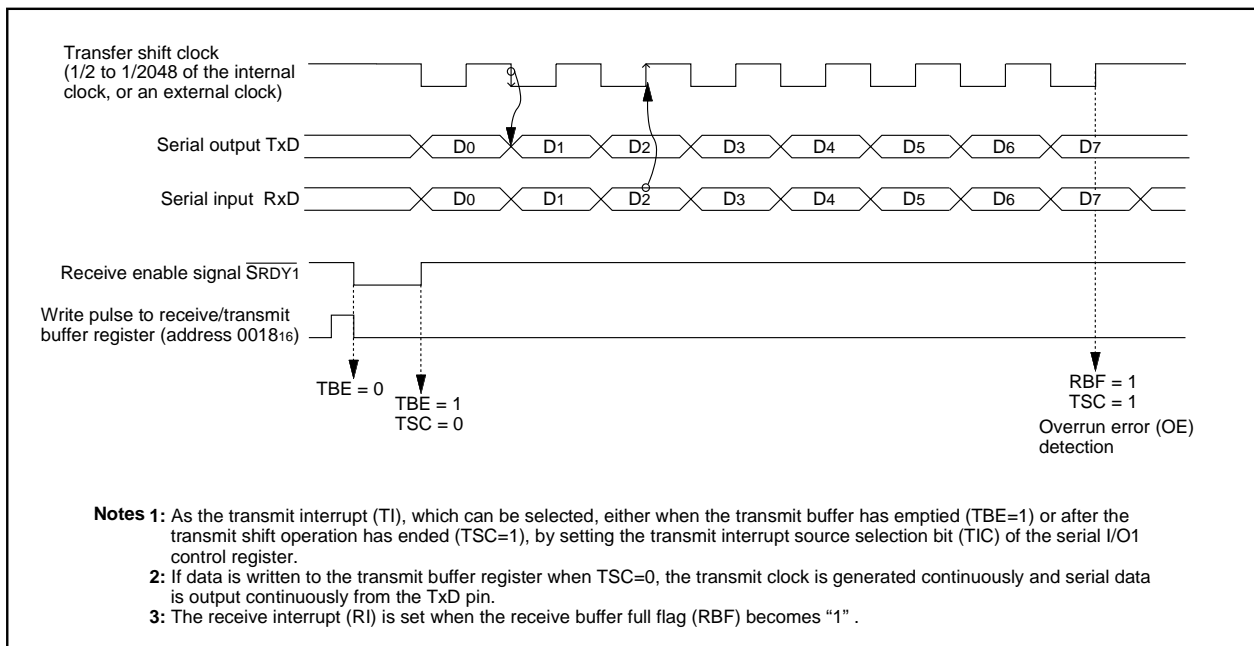 Transfer shift clock
(1/2 to 1/2048 of the internal
clock, or an external clock)
Serial output TxD D0 D1 D2 D3 D4 D5 D6 D7
Serial input RxD D0 D1 D2 D3 D4 D5 D6 D7
Receive enable signal SRDY1
Write pulse to receive/transmit
buffer register (address 001816)
TBE = 0
TBE = 1
TSC = 0
RBF = 1
TSC = 1
Overrun error (OE)
detection
Notes 1: As the transmit interrupt (TI), which can be selected, either when the transmit buffer has emptied (TBE=1) or after the
transmit shift operation has ended (TSC=1), by setting the transmit interrupt source selection bit (TIC) of the serial I/O1
control register.
2: If data is written to the transmit buffer register when TSC=0, the transmit clock is generated continuously and serial data
is output continuously from the TxD pin.
3: The receive interrupt (RI) is set when the receive buffer full flag (RBF) becomes “1” .